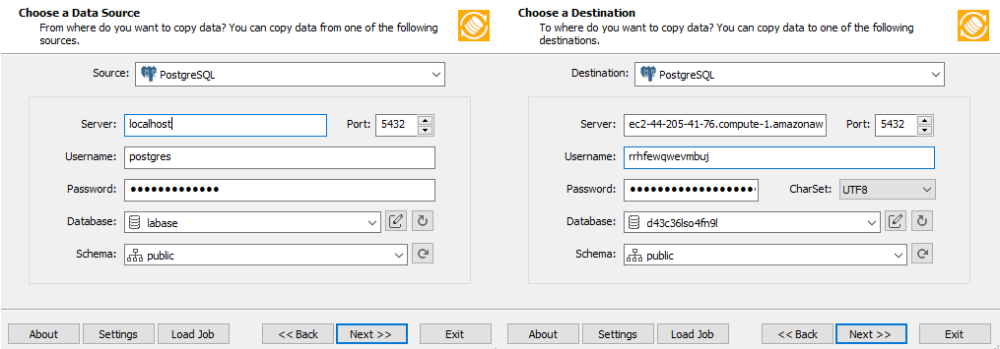 Choose a Data Source
From where do you want to copy data? You can copy data from one of the following
sources.
Source: PostgreSQL
Server: localhost Port: 5432
Username: postgres
Password: •••••••••••••
Database: labase
Schema: public
About Settings Load Job << Back Next >> Exit
Choose a Destination
To where do you want to copy data? You can copy data to one of the following
destinations.
Destination: PostgreSQL
Server: ec2-44-205-41-76.compute-1.amazonaw Port: 5432
Username: rrhfewqwevmbuj
Password: ••••••••••••••••••• CharSet: UTF8
Database: d43c36lso4fn9l
Schema: public
About Settings Load Job << Back Next >> Exit